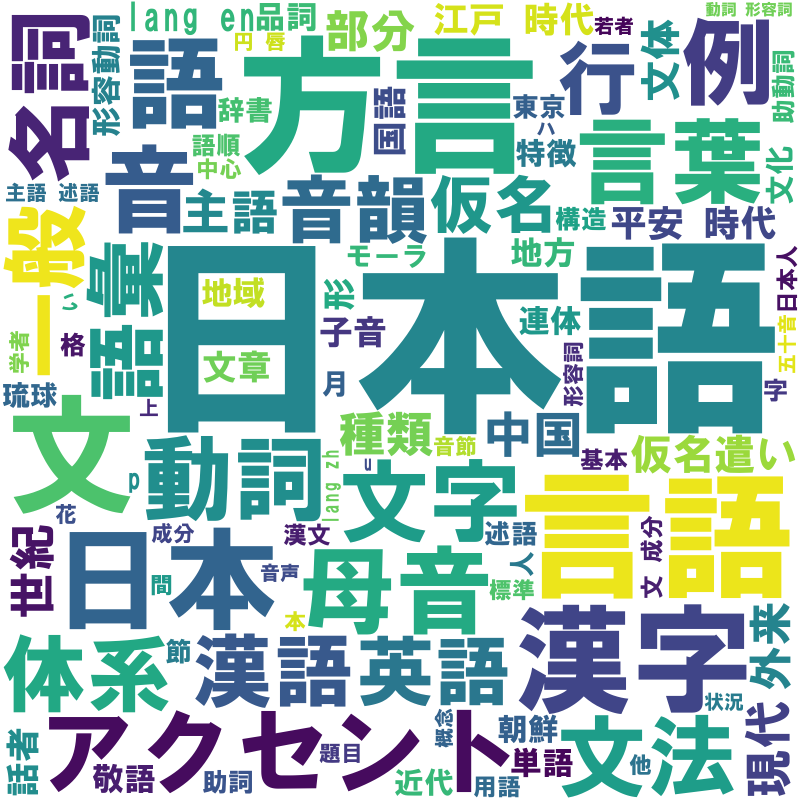 lang en
品詞
部分
江戸 時代
若者
動詞 形容詞
円 唇
名詞
形容動詞
語
方言
行
文体
例
助動詞
辞書
国語
東京
ハ
語順
中心
特徴
言葉
文化
音
主語 述語
主語
音韻
仮名
構造
平安 時代
一般
語彙
い
モーラ
地方
日本人
日本語
地域
形
子音
連体
五十音
学者
格
文章
月
形容詞
字
琉球
上
文
種類
音節
中国
基本
仮名遣い
動詞
p
lang zh
u
文字
言語
花
成分
漢文
述語
世紀
日本
母音
人
文 成分
間
音声
標準
本
体系
節
漢語
英語
漢字
外来
状況
話者
アクセント
概念
朝鮮
文法
現代
敬語
題目
単語
他
助詞
近代
用語